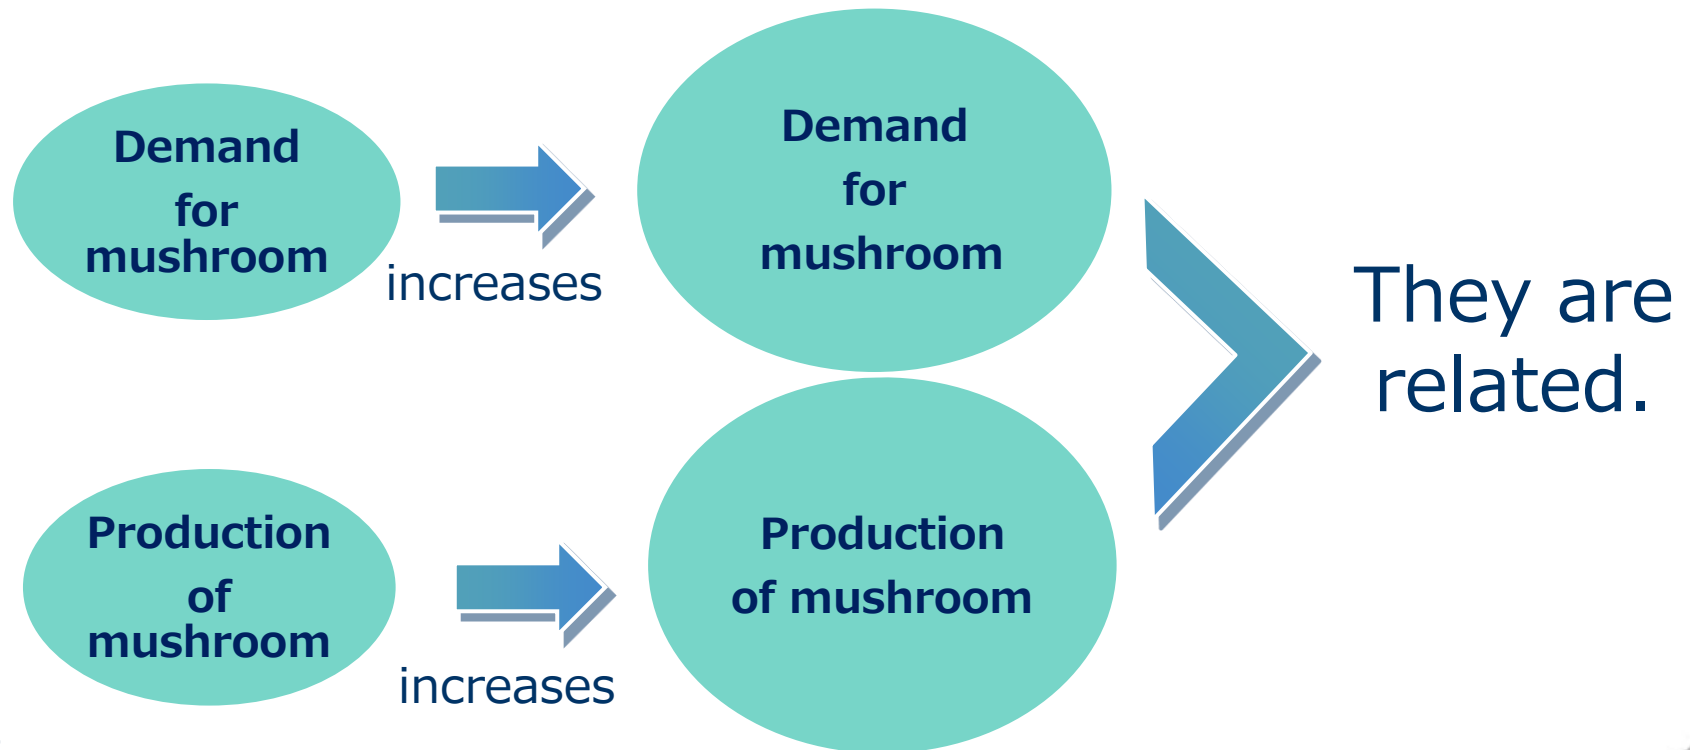 Demand
for
mushroom
increases
Demand
for
mushroom
Production
of
mushroom
increases
Production
of mushroom
They are
related.